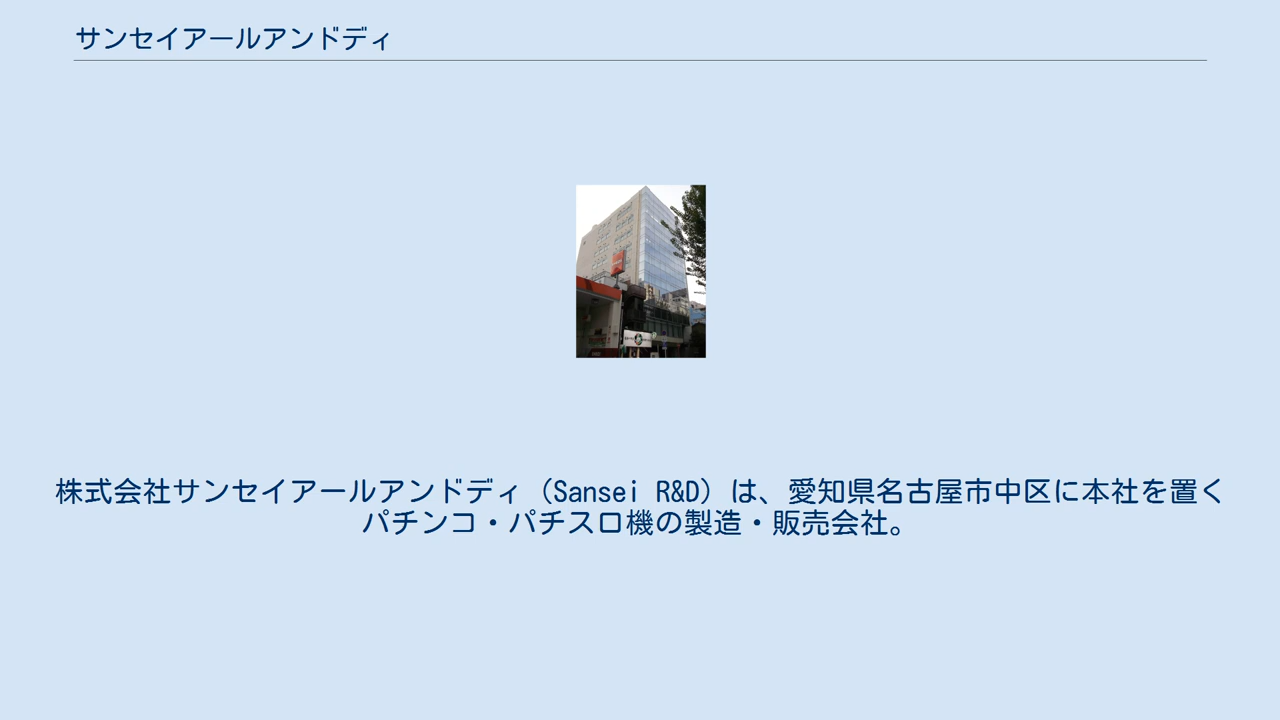 サンセイアールアンドディ
株式会社サンセイアールアンドディ（Sansei R&D）は、愛知県名古屋市中区に本社を置く
パチンコ・パチスロ機の製造・販売会社。